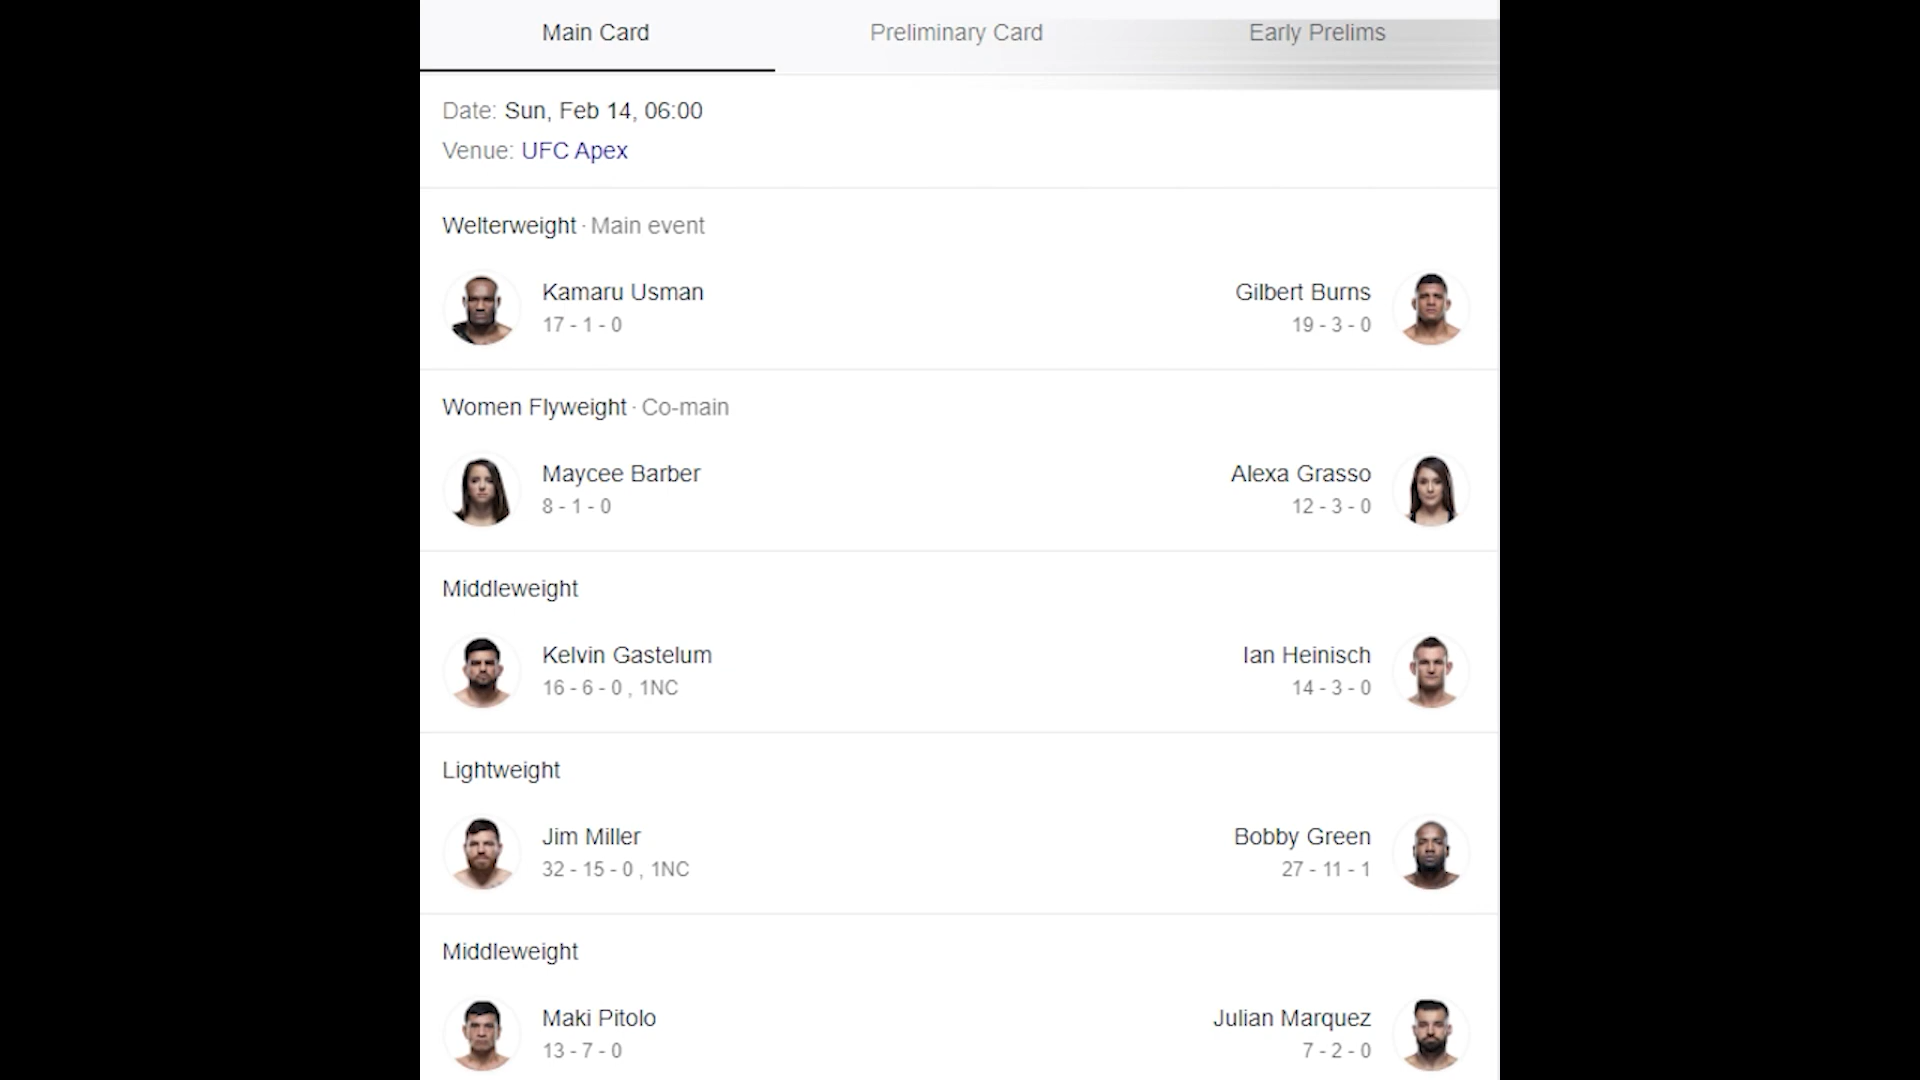 Main Card Preliminary Card Early Prelims
Date: Sun, Feb 14, 06:00
Venue: UFC Apex
Welterweight · Main event
Kamaru Usman Gilbert Burns
17 - 1 - 0 19 - 3 - 0
Women Flyweight · Co-main
Maycee Barber Alexa Grasso
8 - 1 - 0 12 - 3 - 0
Middleweight
Kelvin Gastelum Ian Heinisch
16 - 6 - 0 , 1NC 14 - 3 - 0
Lightweight
Jim Miller Bobby Green
32 - 15 - 0 , 1NC 27 - 11 - 1
Middleweight
Maki Pitolo Julian Marquez
13 - 7 - 0 7 - 2 - 0